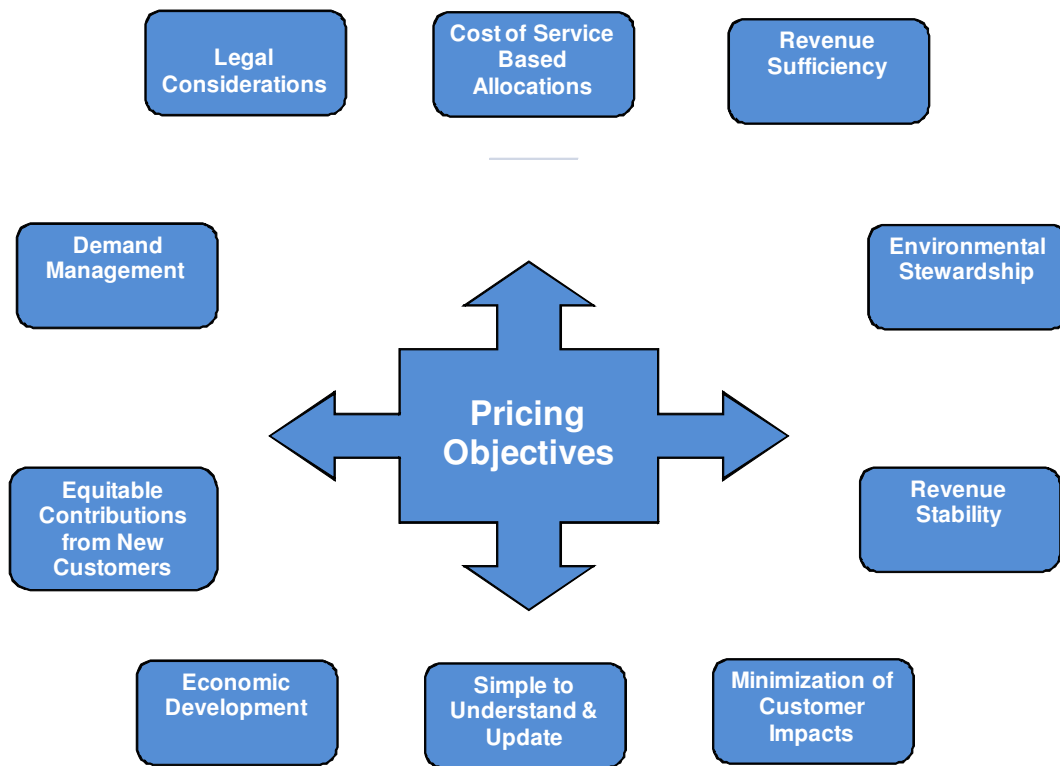 Legal
Considerations
Cost of Service
Based
Allocations
Revenue
Sufficiency
Demand
Management
Environmental
Stewardship
Pricing
Objectives
Equitable
Contributions
from New
Customers
Revenue
Stability
Economic
Development
Simple to
Understand &
Update
Minimization of
Customer
Impacts